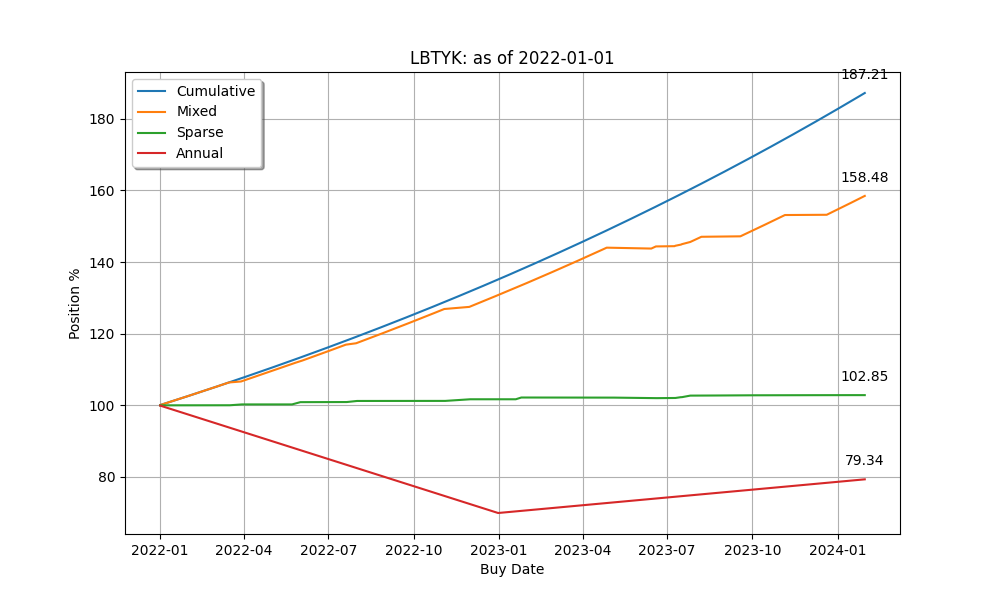 LBTYK: as of 2022-01-01
187.21
Cumulative
Mixed
Sparse
Annual
180
160
140
120
100
80
Position %
158.48
102.85
79.34
2022-01
2022-04
2022-07
2022-10
2023-01
2023-04
2023-07
2023-10
2024-01
Buy Date